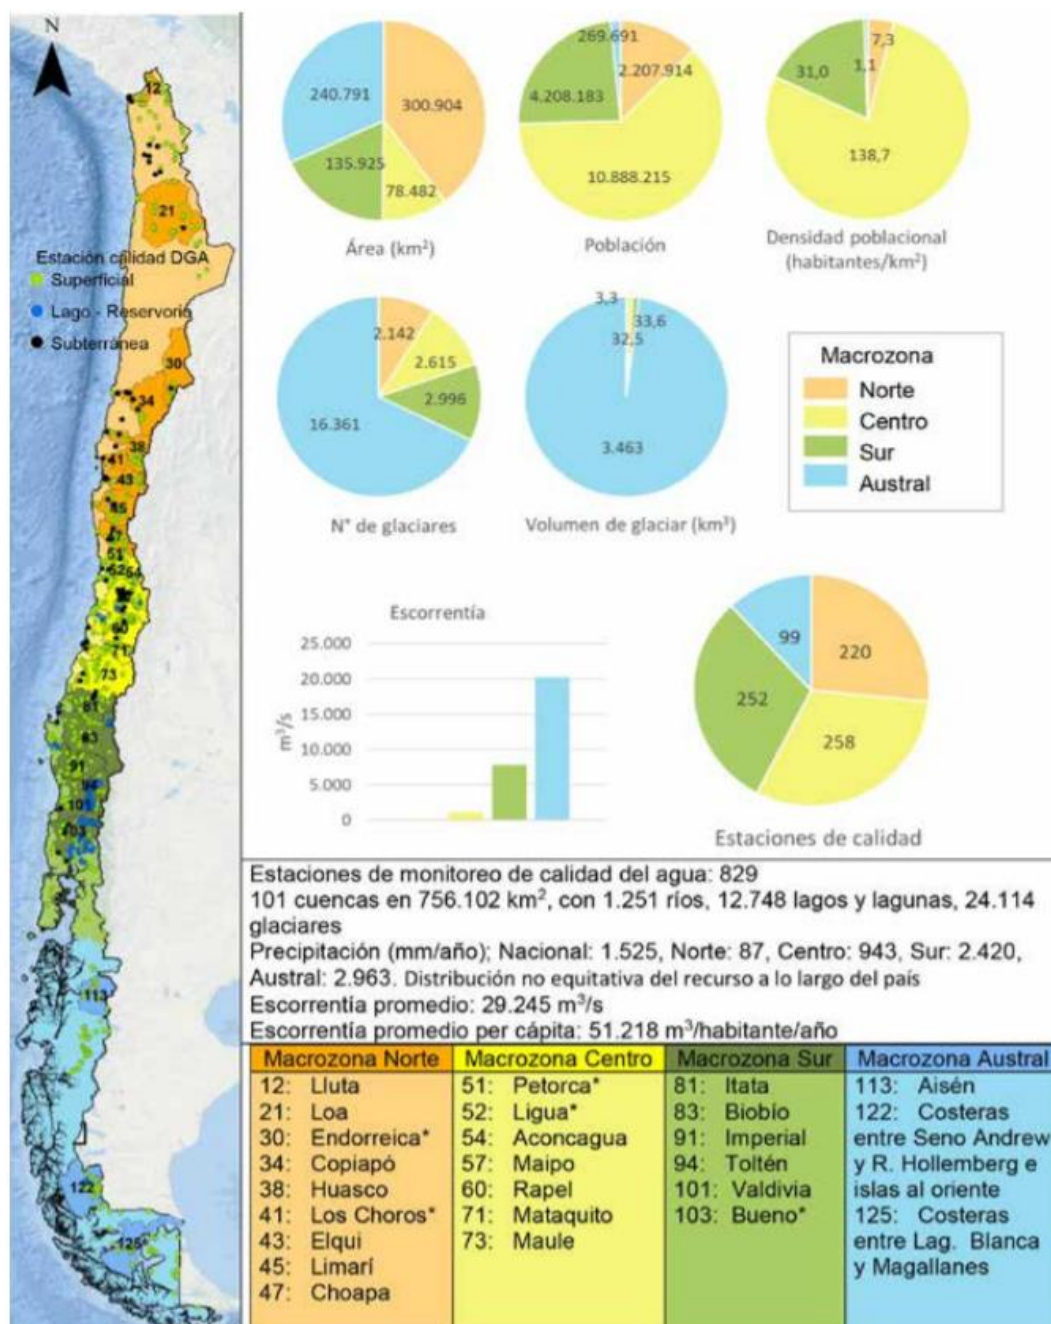 N
12
21
Estación calidad DGA
Superficial
Lago - Reservorio
Subterránea
30
34
38
41
43
45
47
51
52 54
60
71
73
81
83
91
94
101
103
113
122
125
240.791
300.904
135.925
78.482
Área (km²)
269.691
2.207.914
4.208.183
10.888.215
Población
7,3
1,1
31,0
138,7
Densidad poblacional
(habitantes/km²)
2.142
2.615
2.996
16.361
N° de glaciares
3,3
33,6
32,5
3.463
Volumen de glaciar (km³)
Macrozona
Norte
Centro
Sur
Austral
Escorrentía
m³/s
25.000
20.000
15.000
10.000
5.000
0
99
220
252
258
Estaciones de calidad
Estaciones de monitoreo de calidad del agua: 829
101 cuencas en 756.102 km², con 1.251 ríos, 12.748 lagos y lagunas, 24.114
glaciares
Precipitación (mm/año); Nacional: 1.525, Norte: 87, Centro: 943, Sur: 2.420,
Austral: 2.963. Distribución no equitativa del recurso a lo largo del país
Escorrentía promedio: 29.245 m³/s
Escorrentía promedio per cápita: 51.218 m³/habitante/año
Macrozona Norte
12: Lluta
21: Loa
30: Endorreica*
34: Copiapó
38: Huasco
41: Los Choros*
43: Elqui
45: Limarí
47: Choapa
Macrozona Centro
51: Petorca*
52: Ligua*
54: Aconcagua
57: Maipo
60: Rapel
71: Mataquito
73: Maule
Macrozona Sur
81: Itata
83: Biobío
91: Imperial
94: Toltén
101: Valdivia
103: Bueno*
Macrozona Austral
113: Aisén
122: Costeras
entre Seno Andrew
y R. Hollemberg e
islas al oriente
125: Costeras
entre Lag. Blanca
y Magallanes